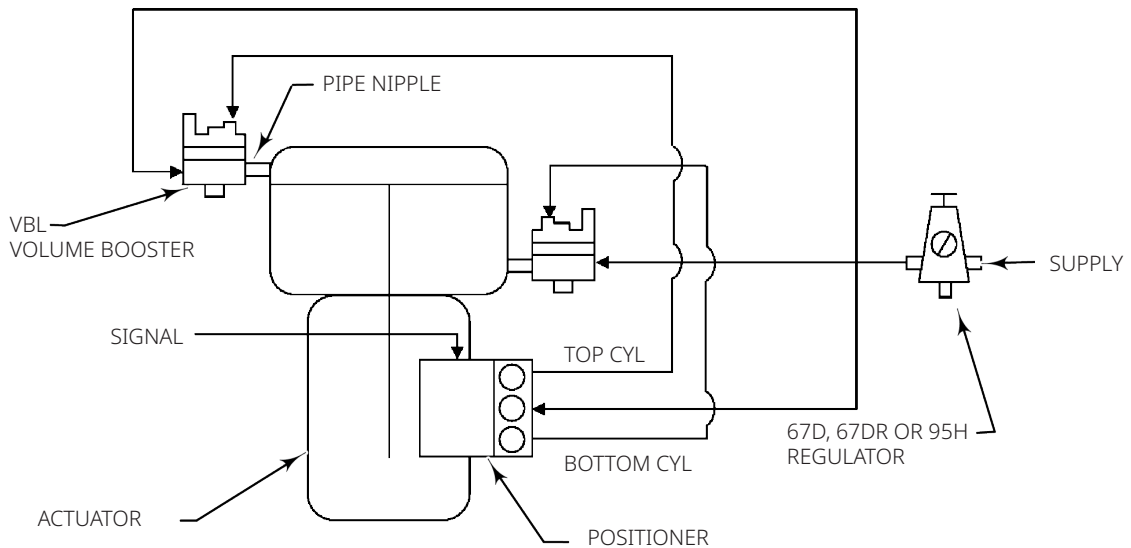 PIPE NIPPLE
VBL
VOLUME BOOSTER
SUPPLY
SIGNAL
TOP CYL
67D, 67DR OR 95H
REGULATOR
BOTTOM CYL
ACTUATOR
POSITIONER